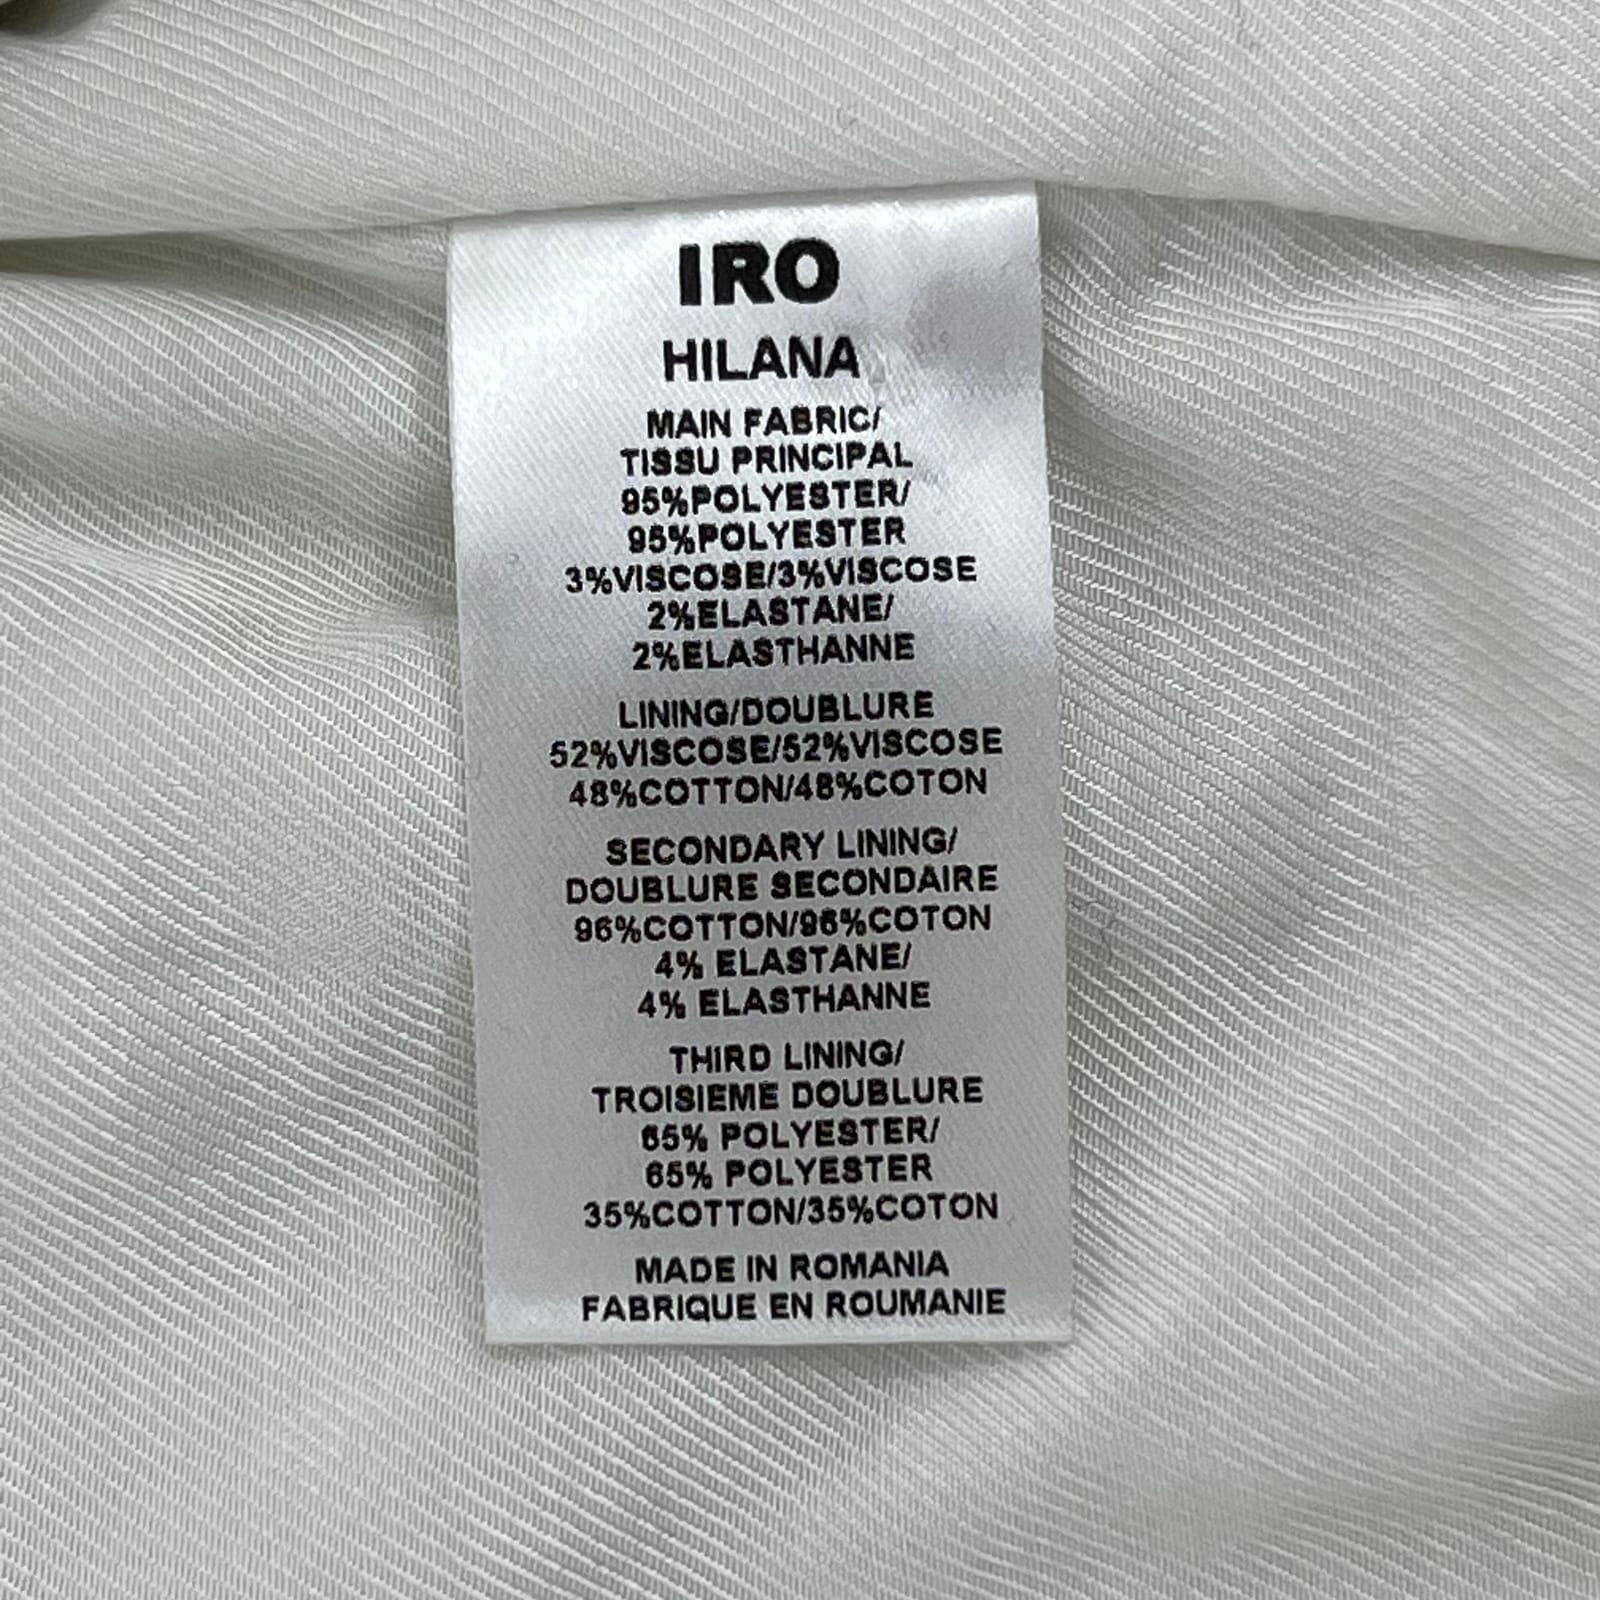 IRO
HILANA
MAIN FABRIC/
TISSU PRINCIPAL
95%POLYESTER/
95%POLYESTER
3%VISCOSE/3%VISCOSE
2%ELASTANE/
2%ELASTHANNE
LINING/DOUBLURE
52%VISCOSE/52%VISCOSE
48%COTTON/48%COTON
SECONDARY LINING/
DOUBLURE SECONDAIRE
96%COTTON/96%COTON
4% ELASTANE/
4% ELASTHANNE
THIRD LINING/
TROISIEME DOUBLURE
65% POLYESTER/
65% POLYESTER
35%COTTON/35%COTON
MADE IN ROMANIA
FABRIQUE EN ROUMANIE